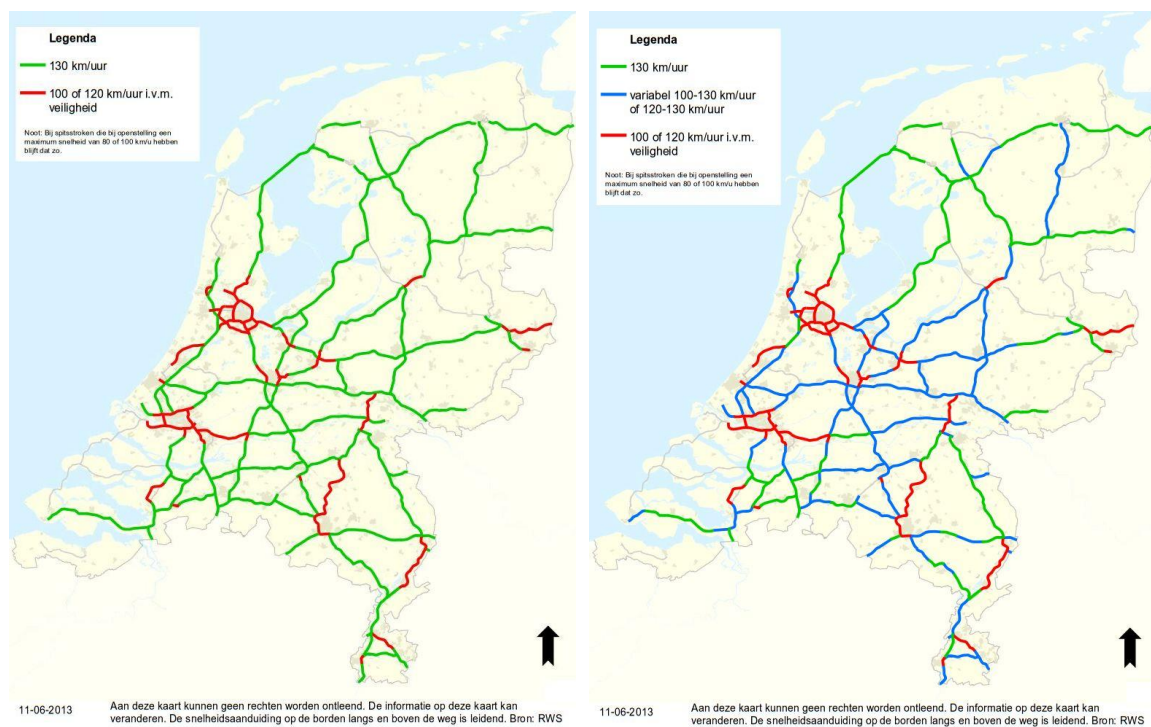 Legenda
130 km/uur
100 of 120 km/uur i.v.m.
veiligheid
Noot: Bij spitsstroken die bij openstelling een
maximum snelheid van 80 of 100 km/u hebben
blijft dat zo.
11-06-2013
Aan deze kaart kunnen geen rechten worden ontleend. De informatie op deze kaart kan
veranderen. De snelheidsaanduiding op de borden langs en boven de weg is leidend. Bron: RWS
Legenda
130 km/uur
variabel 100-130 km/uur
of 120-130 km/uur
100 of 120 km/uur i.v.m.
veiligheid
Noot: Bij spitsstroken die bij openstelling een
maximum snelheid van 80 of 100 km/u hebben
blijft dat zo.
11-06-2013
Aan deze kaart kunnen geen rechten worden ontleend. De informatie op deze kaart kan
veranderen. De snelheidsaanduiding op de borden langs en boven de weg is leidend. Bron: RWS